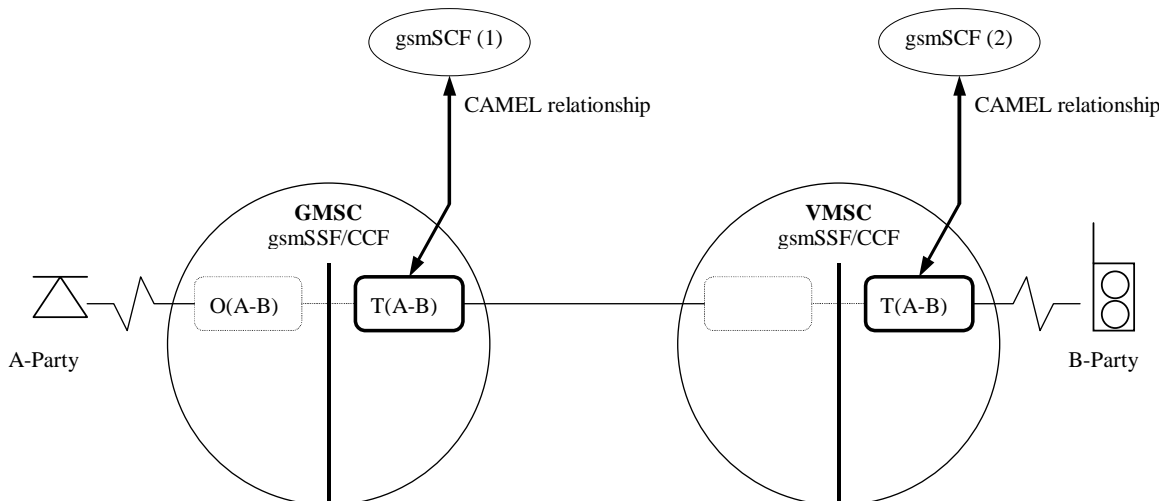 gsmSCF (1)
gsmSCF (2)
CAMEL relationship
CAMEL relationship
GMSC
gsmSSF/CCF
VMSC
gsmSSF/CCF
O(A-B)
T(A-B)
T(A-B)
A-Party
B-Party